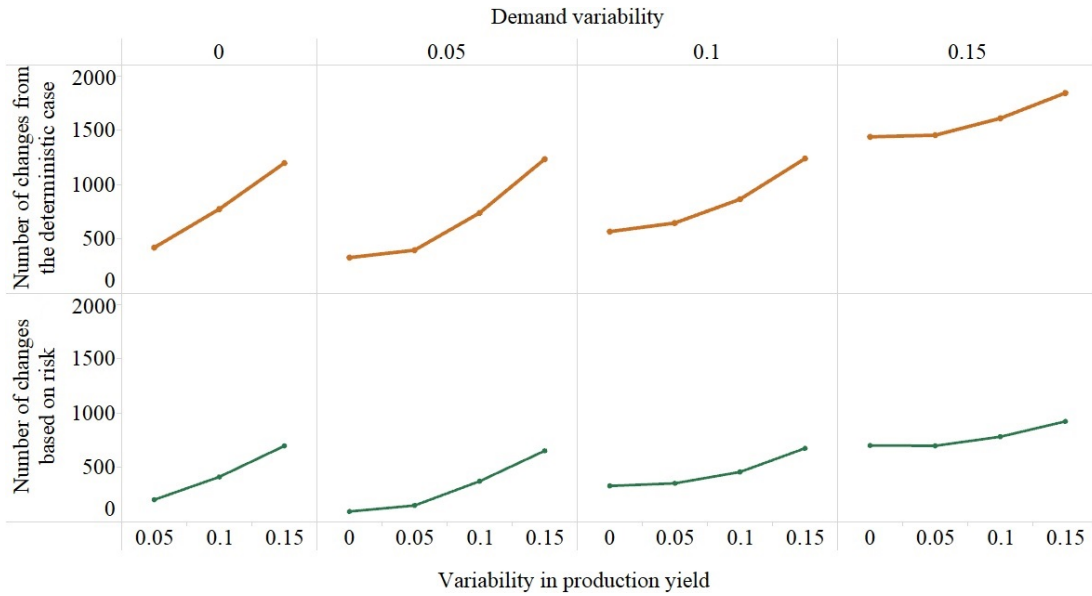 Demand variability
0 0.05 0.1 0.15
Number of changes from
the deterministic case
2000
1500
1000
500
0
Number of changes
based on risk
2000
1500
1000
500
0
0.05 0.1 0.15 0 0.05 0.1 0.15 0 0.05 0.1 0.15 0 0.05 0.1 0.15
Variability in production yield